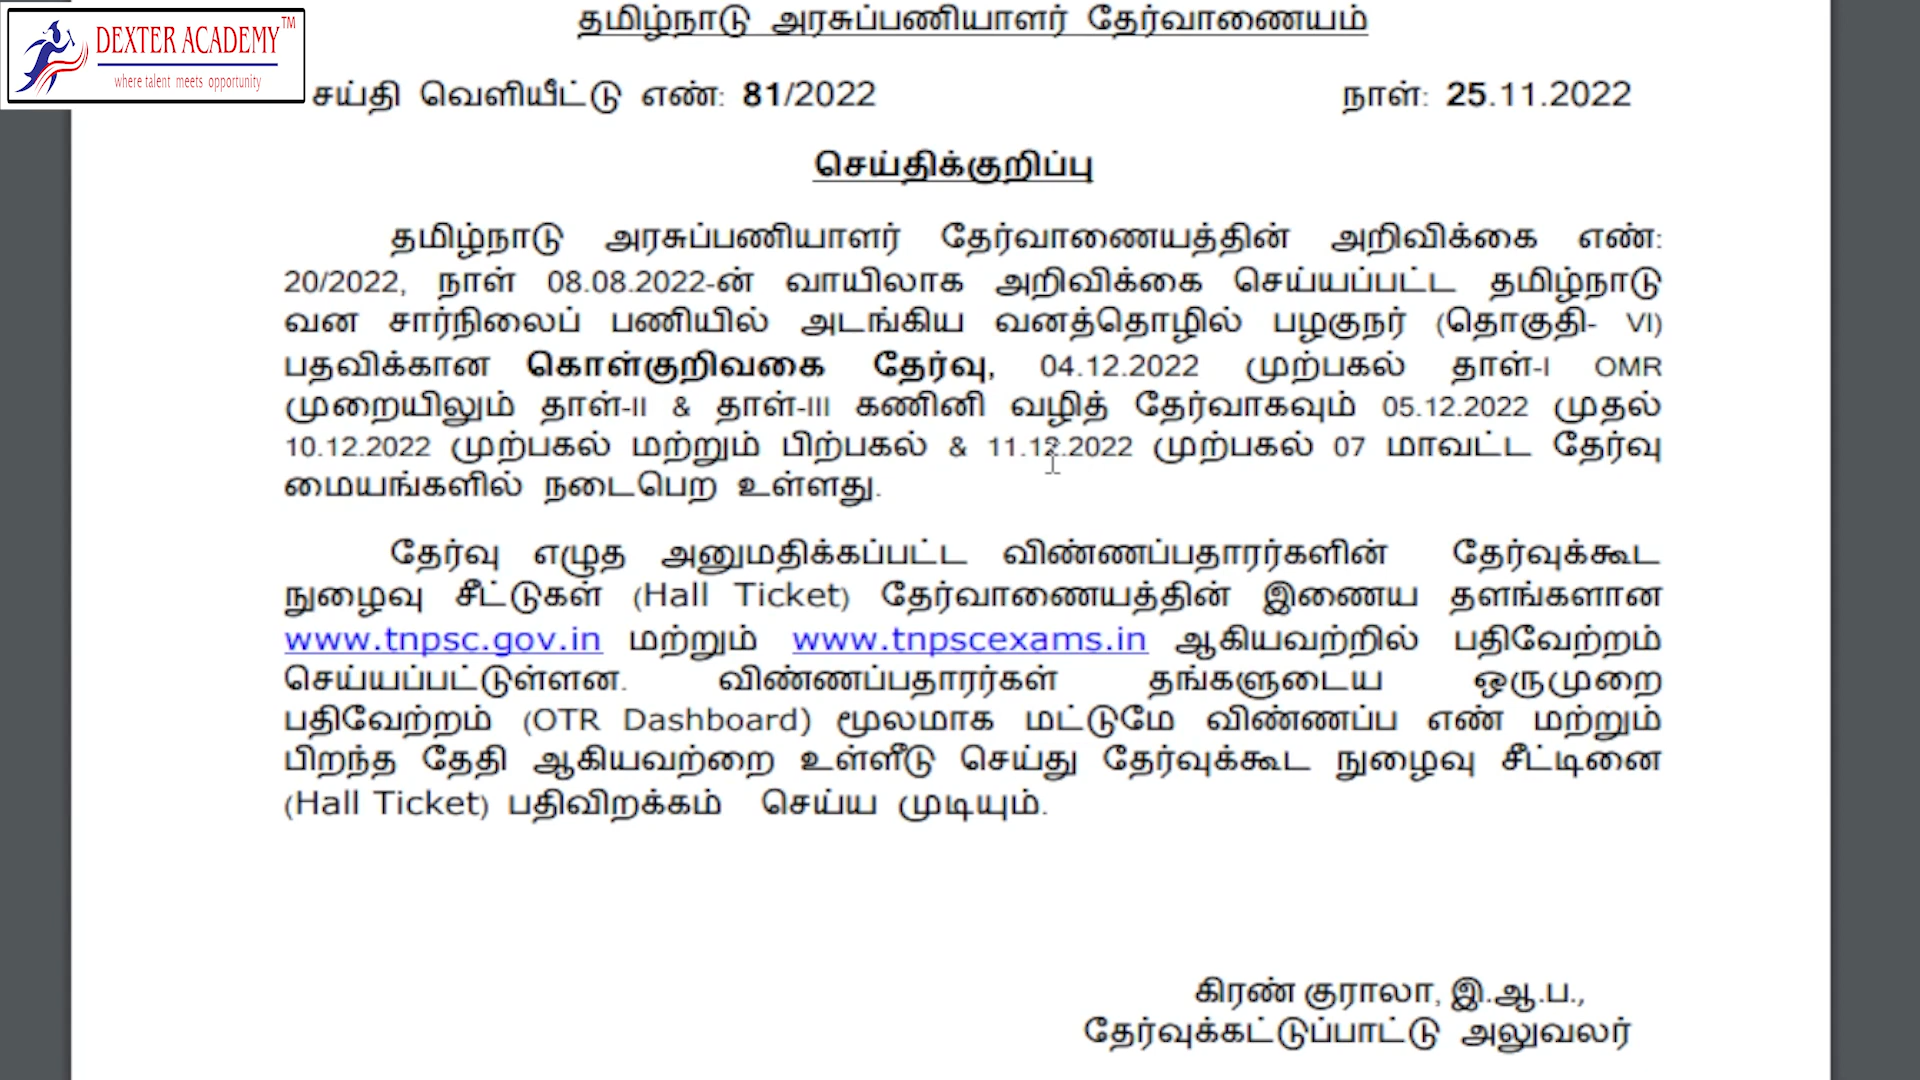 தமிழ்நாடு அரசுப்பணியாளர் தேர்வாணையம்
DEXTER ACADEMY™
where talent meets opportunity
சய்தி வெளியீட்டு எண்: 81/2022 நாள்: 25.11.2022
செய்திக்குறிப்பு
தமிழ்நாடு அரசுப்பணியாளர் தேர்வாணையத்தின் அறிவிக்கை எண்:
20/2022, நாள் 08.08.2022-ன் வாயிலாக அறிவிக்கை செய்யப்பட்ட தமிழ்நாடு
வன சார்நிலைப் பணியில் அடங்கிய வனத்தொழில் பழகுநர் (தொகுதி- VI)
பதவிக்கான கொள்குறிவகை தேர்வு, 04.12.2022 முற்பகல் தாள்-I OMR
முறையிலும் தாள்-II & தாள்-III கணினி வழித் தேர்வாகவும் 05.12.2022 முதல்
10.12.2022 முற்பகல் மற்றும் பிற்பகல் & 11.12.2022 முற்பகல் 07 மாவட்ட தேர்வு
மையங்களில் நடைபெற உள்ளது.
தேர்வு எழுத அனுமதிக்கப்பட்ட விண்ணப்பதாரர்களின் தேர்வுக்கூட
நுழைவு சீட்டுகள் (Hall Ticket) தேர்வாணையத்தின் இணைய தளங்களான
www.tnpsc.gov.in மற்றும் www.tnpscexams.in ஆகியவற்றில் பதிவேற்றம்
செய்யப்பட்டுள்ளன. விண்ணப்பதாரர்கள் தங்களுடைய ஒருமுறை
பதிவேற்றம் (OTR Dashboard) மூலமாக மட்டுமே விண்ணப்ப எண் மற்றும்
பிறந்த தேதி ஆகியவற்றை உள்ளீடு செய்து தேர்வுக்கூட நுழைவு சீட்டினை
(Hall Ticket) பதிவிறக்கம் செய்ய முடியும்.
கிரண் குராலா, இ.ஆ.ப.,
தேர்வுக்கட்டுப்பாட்டு அலுவலர்